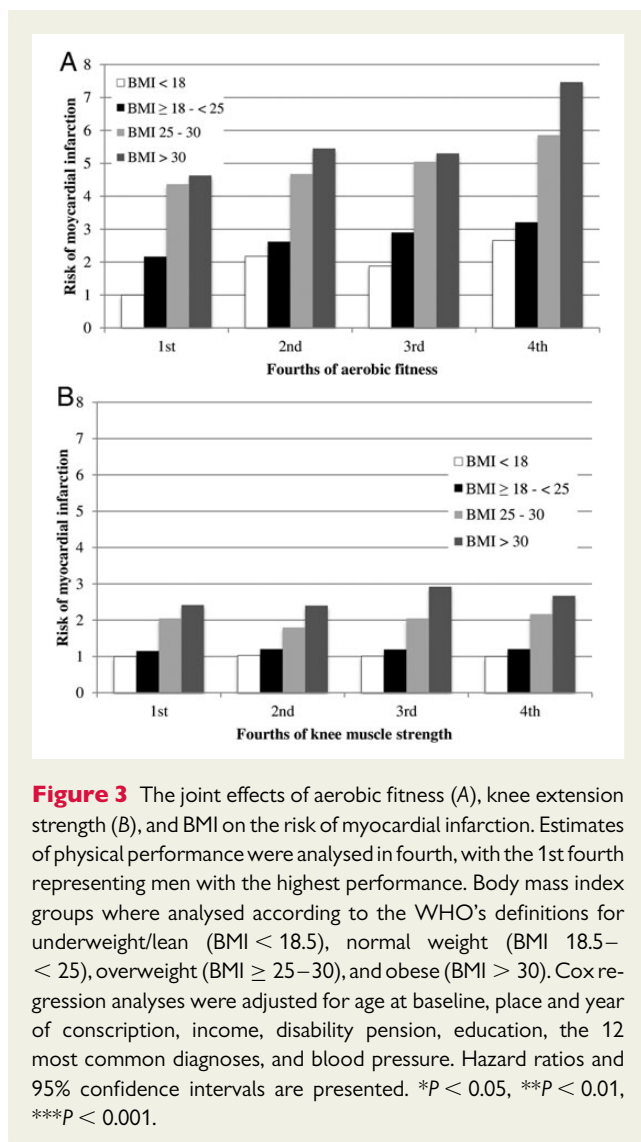 A
8
7
6
5
4
3
2
1
0
Risk of moycardial infarction
BMI < 18
BMI ≥ 18 - < 25
BMI 25 - 30
BMI > 30
1st 2nd 3rd 4th
Fourths of aerobic fitness
B
8
7
6
5
4
3
2
1
0
Risk of myocardial infarction
BMI < 18
BMI ≥ 18 - < 25
BMI 25 - 30
BMI > 30
1st 2nd 3rd 4th
Fourths of knee muscle strength
Figure 3 The joint effects of aerobic fitness (A), knee extension
strength (B), and BMI on the risk of myocardial infarction. Estimates
of physical performance were analysed in fourth, with the 1st fourth
representing men with the highest performance. Body mass index
groups where analysed according to the WHO's definitions for
underweight/lean (BMI < 18.5), normal weight (BMI 18.5–
< 25), overweight (BMI ≥ 25–30), and obese (BMI > 30). Cox re-
gression analyses were adjusted for age at baseline, place and year
of conscription, income, disability pension, education, the 12
most common diagnoses, and blood pressure. Hazard ratios and
95% confidence intervals are presented. *P < 0.05, **P < 0.01,
***P < 0.001.